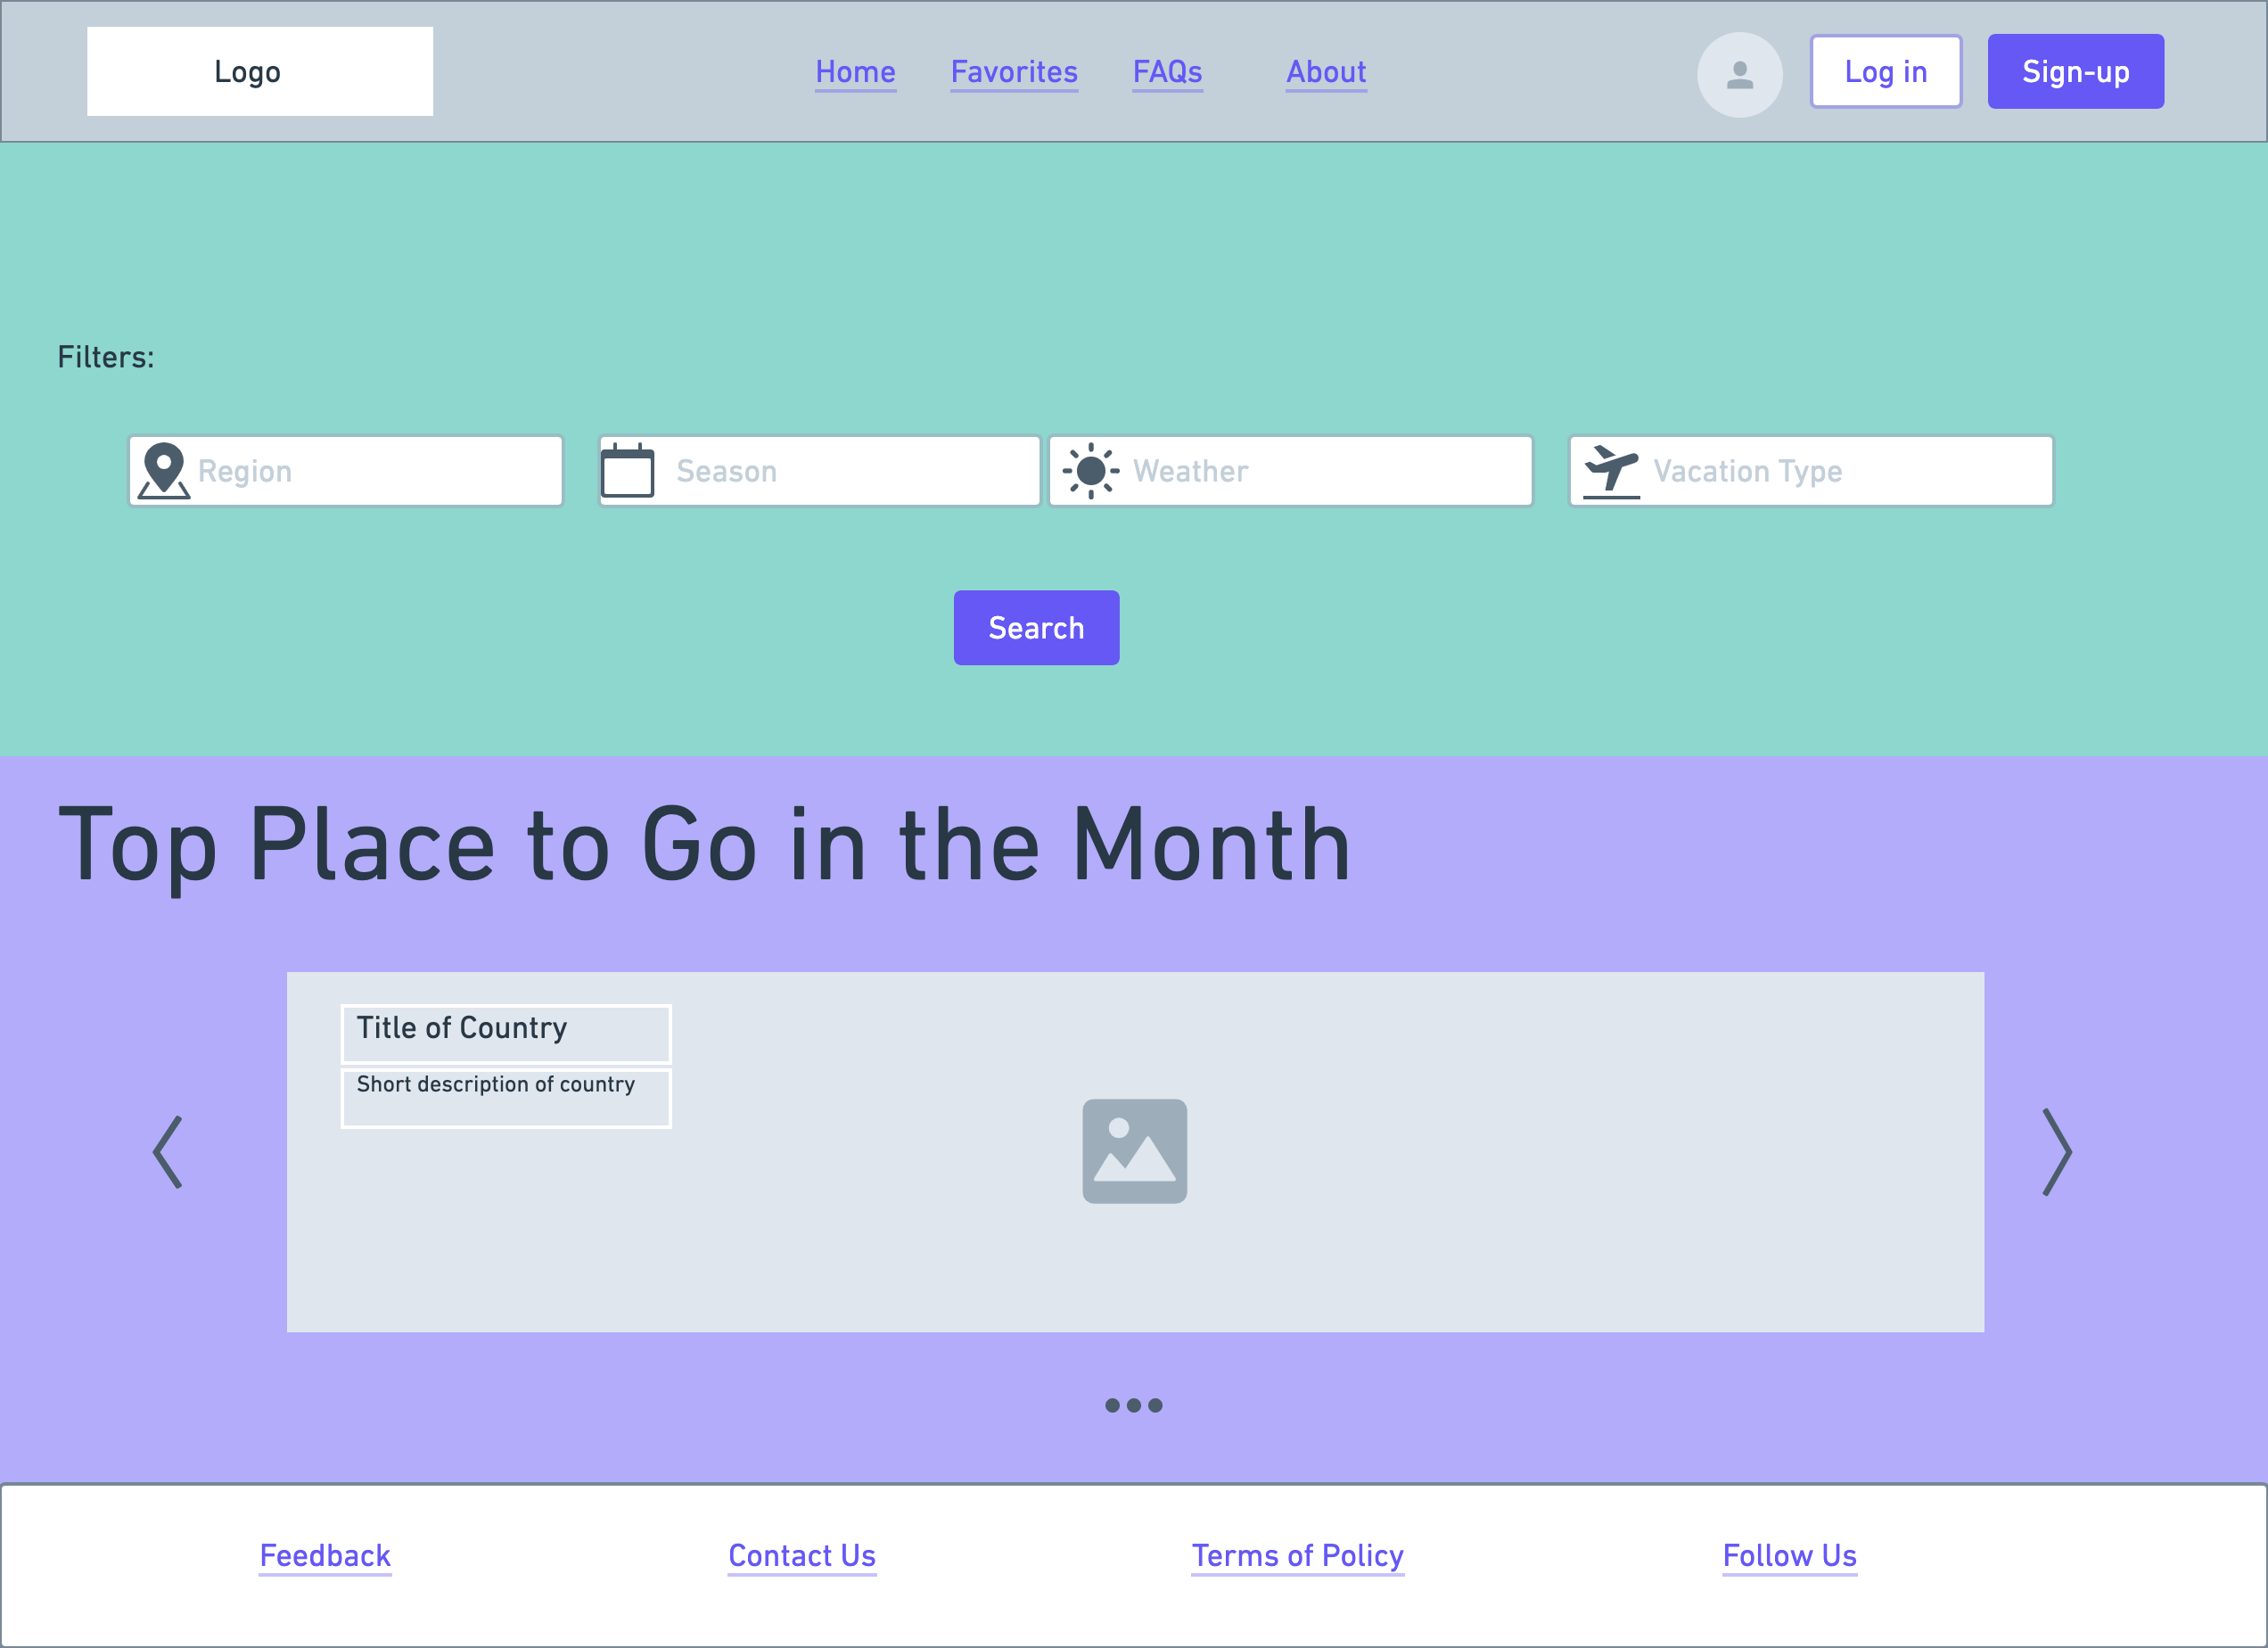 Logo
Home Favorites FAQs About
Log in Sign-up
Filters:
Region Season Weather Vacation Type
Search
Top Place to Go in the Month
Title of Country
Short description of country
Feedback Contact Us Terms of Policy Follow Us